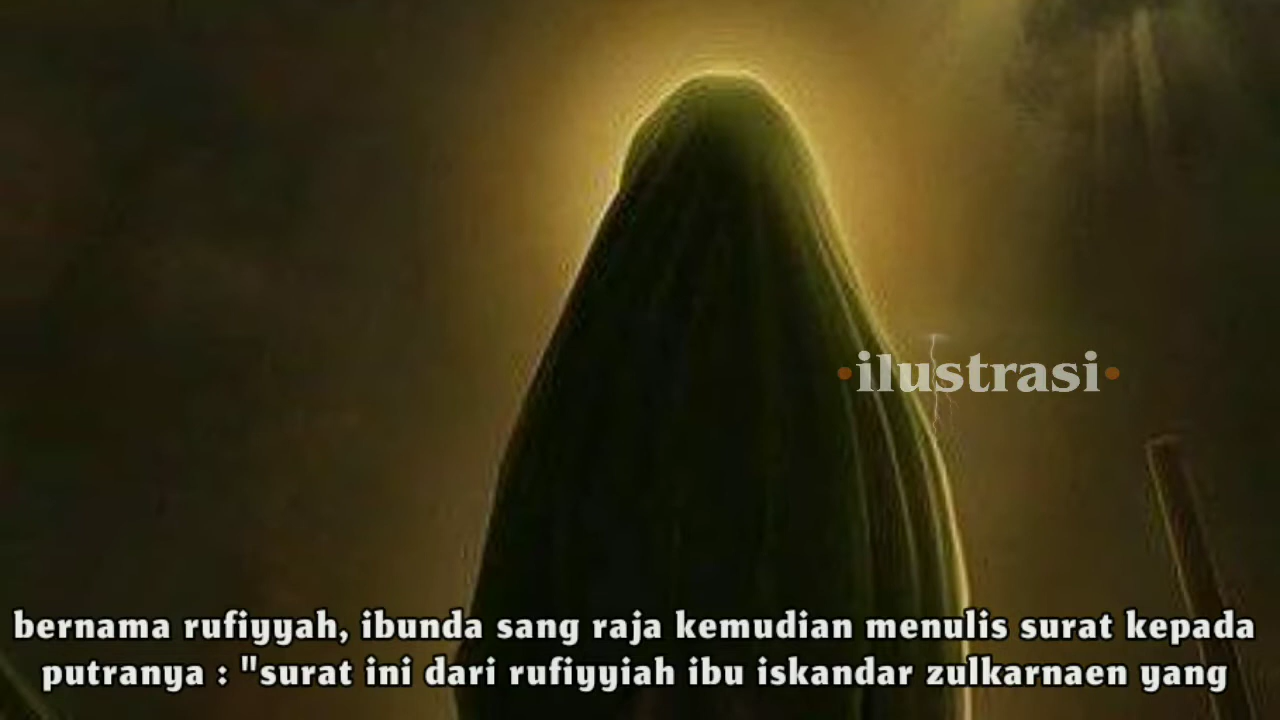 •ilustrasi•
bernama rufiyyah, ibunda sang raja kemudian menulis surat kepada
putranya : "surat ini dari rufiyyiah ibu iskandar zulkarnaen yang